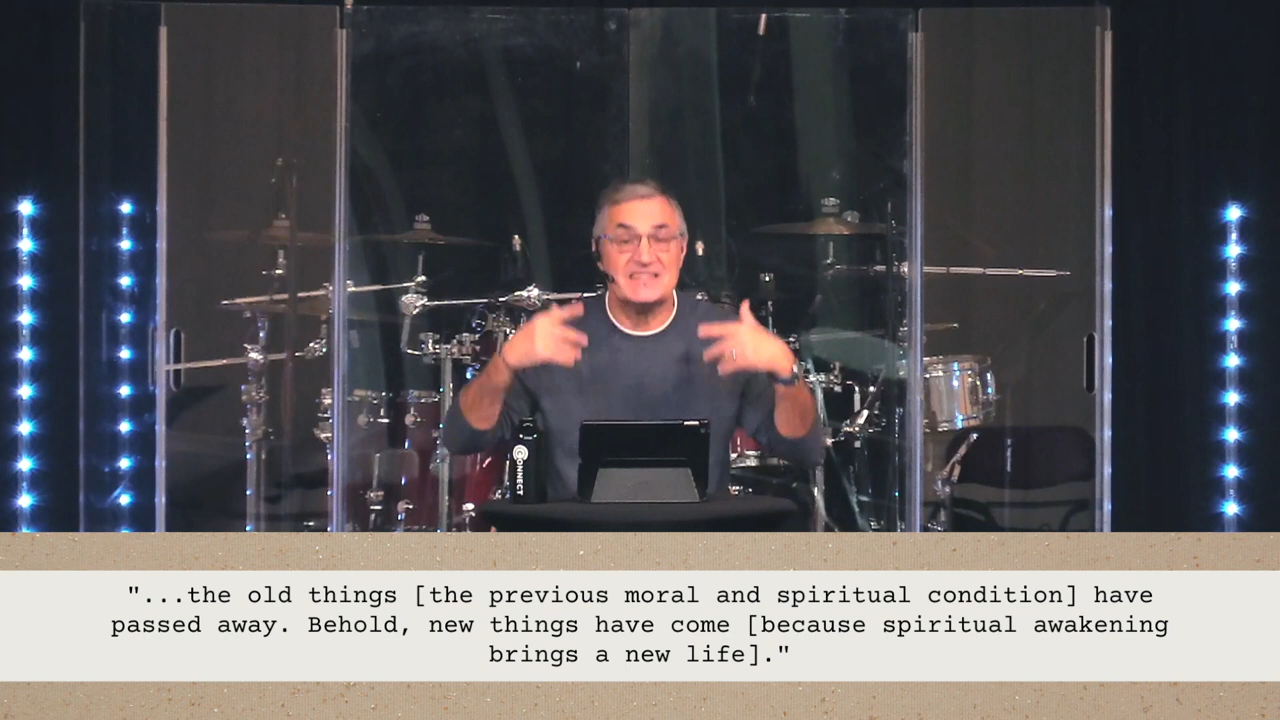 CONNECT
"...the old things [the previous moral and spiritual condition] have
passed away. Behold, new things have come [because spiritual awakening
brings a new life]."